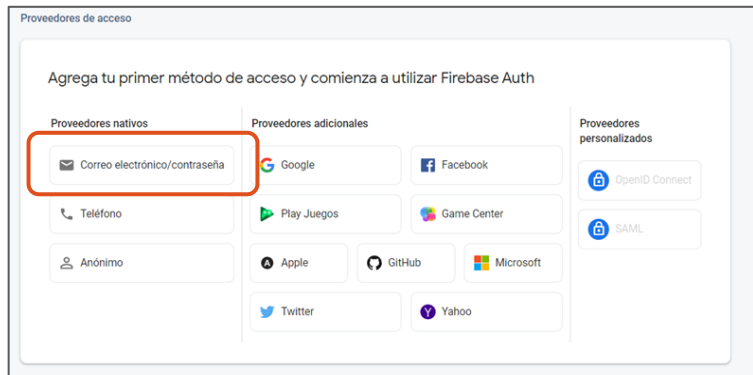 Proveedores de acceso
Agrega tu primer método de acceso y comienza a utilizar Firebase Auth
Proveedores nativos
Correo electrónico/contraseña
Teléfono
Anónimo
Proveedores adicionales
Google
Facebook
Play Juegos
Game Center
Apple
GitHub
Microsoft
Twitter
Yahoo
Proveedores
personalizados
OpenID Connect
SAML